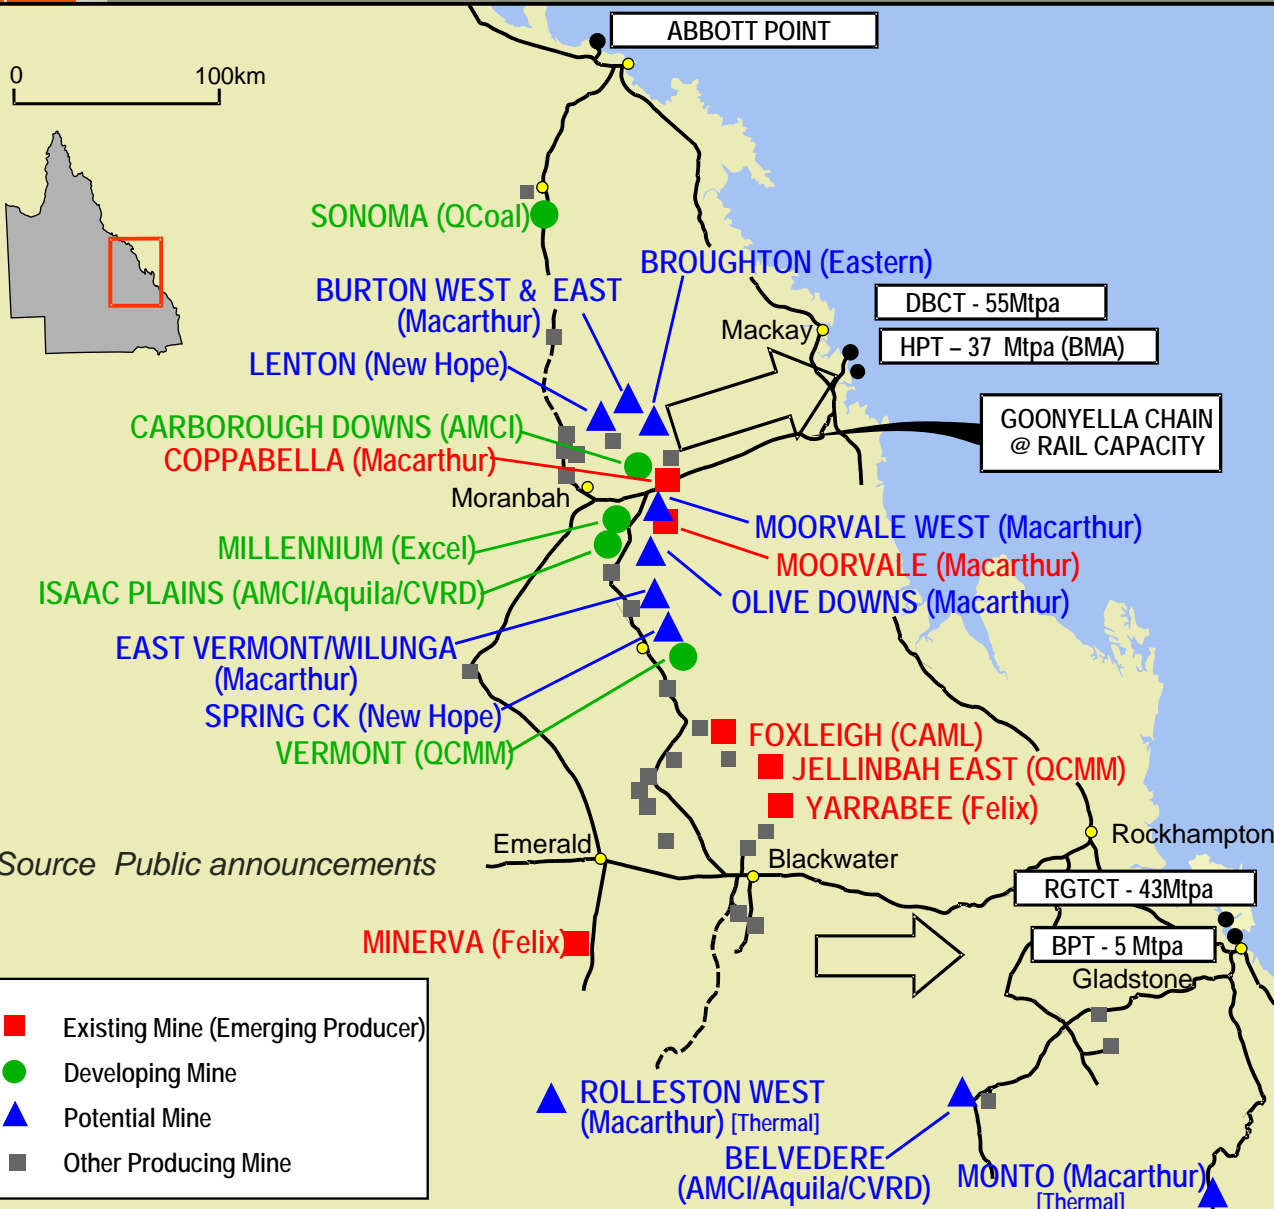 ABBOTT POINT
0 100km
SONOMA (QCoal)
BROUGHTON (Eastern)
BURTON WEST & EAST
(Macarthur)
DBCT - 55Mtpa
Mackay
HPT – 37 Mtpa (BMA)
LENTON (New Hope)
GOONYELLA CHAIN
@ RAIL CAPACITY
CARBOROUGH DOWNS (AMCI)
COPPABELLA (Macarthur)
Moranbah
MOORVALE WEST (Macarthur)
MILLENNIUM (Excel)
MOORVALE (Macarthur)
ISAAC PLAINS (AMCI/Aquila/CVRD)
OLIVE DOWNS (Macarthur)
EAST VERMONT/WILUNGA
(Macarthur)
SPRING CK (New Hope)
VERMONT (QCMM)
FOXLEIGH (CAML)
JELLINBAH EAST (QCMM)
YARRABEE (Felix)
Emerald
Rockhampton
Blackwater
Source Public announcements
RGTCT - 43Mtpa
MINERVA (Felix)
BPT - 5 Mtpa
Gladstone
Existing Mine (Emerging Producer)
Developing Mine
Potential Mine
Other Producing Mine
ROLLESTON WEST
(Macarthur) [Thermal]
BELVEDERE
(AMCI/Aquila/CVRD)
MONTO (Macarthur)
[Thermal]